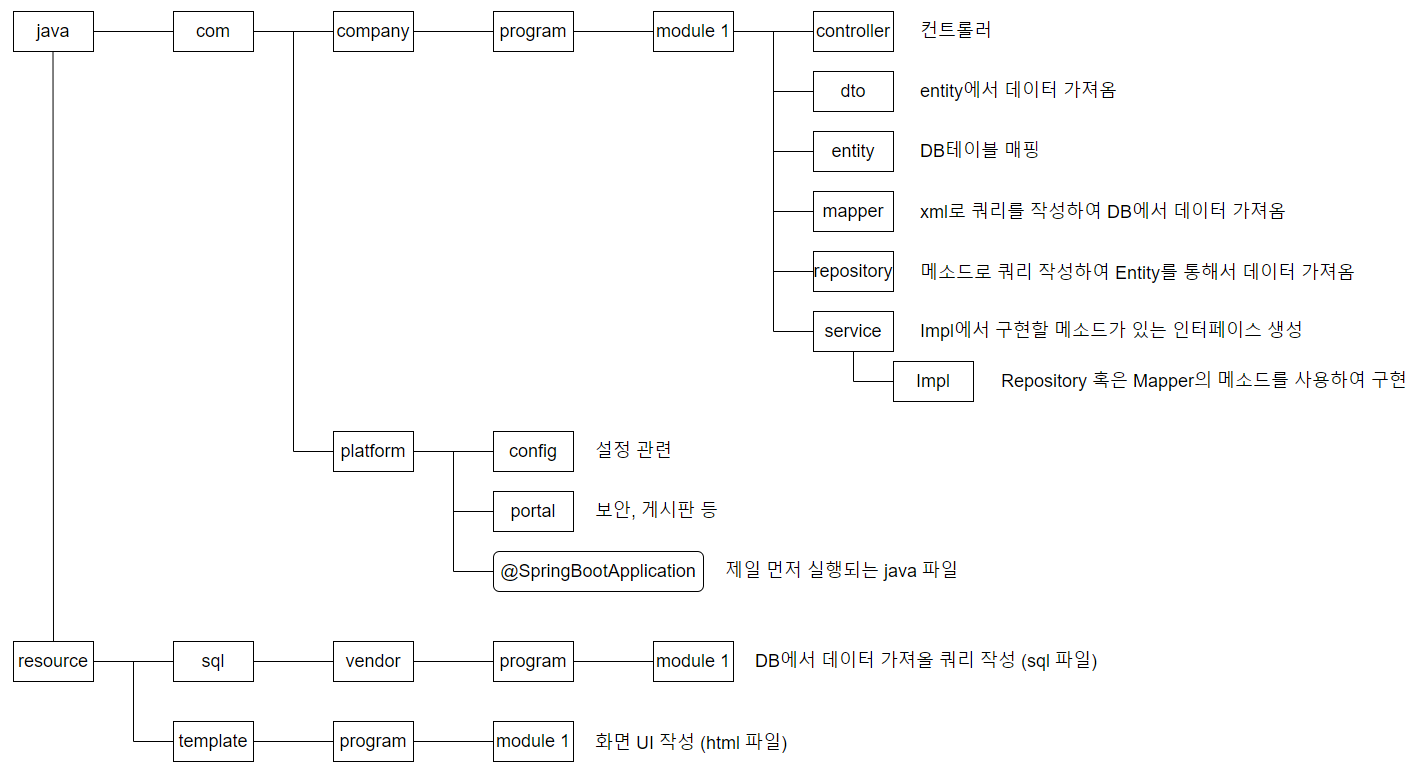 java
com
company
program
module 1
controller
컨트롤러
dto
entity에서 데이터 가져옴
entity
DB테이블 매핑
mapper
xml로 쿼리를 작성하여 DB에서 데이터 가져옴
repository
메소드로 쿼리 작성하여 Entity를 통해서 데이터 가져옴
service
Impl에서 구현할 메소드가 있는 인터페이스 생성
Impl
Repository 혹은 Mapper의 메소드를 사용하여 구현
platform
config
설정 관련
portal
보안, 게시판 등
@SpringBootApplication
제일 먼저 실행되는 java 파일
resource
sql
vendor
program
module 1
DB에서 데이터 가져올 쿼리 작성 (sql 파일)
template
program
module 1
화면 UI 작성 (html 파일)